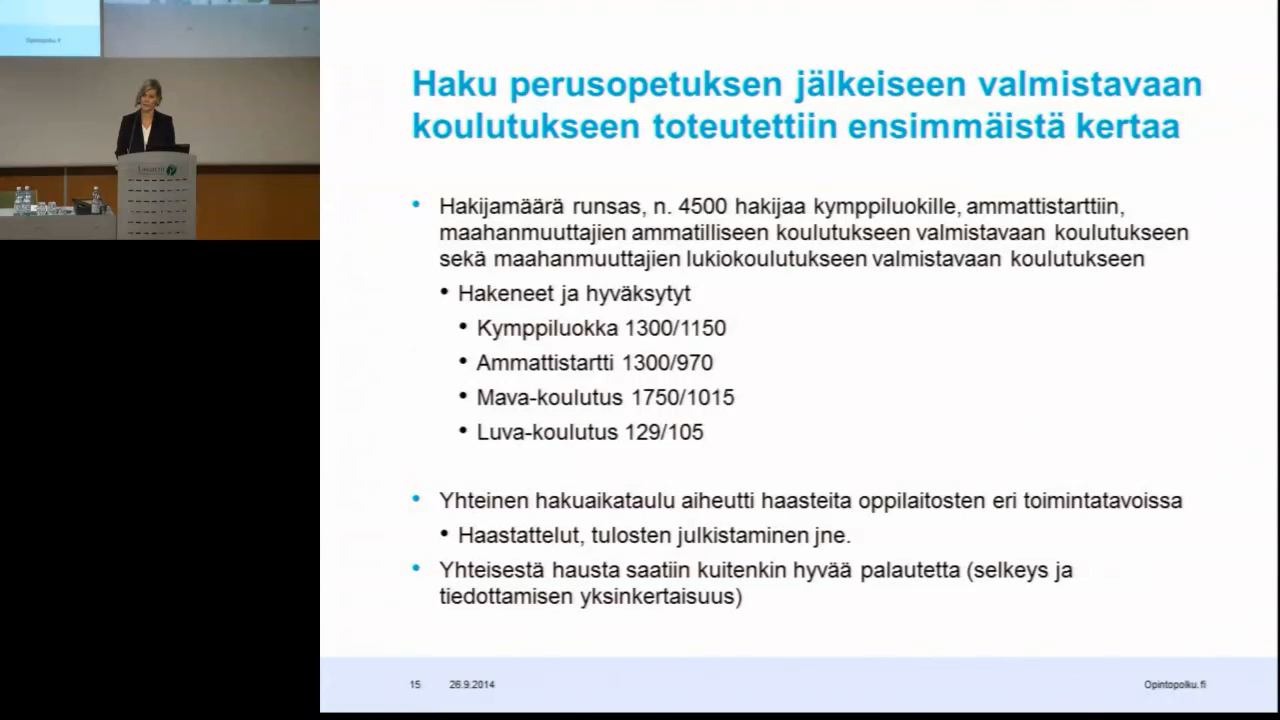 Opintopolku.fi
Haku perusopetuksen jälkeiseen valmistavaan
koulutukseen toteutettiin ensimmäistä kertaa
• Hakijamäärä runsas, n. 4500 hakijaa kymppiluokille, ammattistarttiin,
maahanmuuttajien ammatilliseen koulutukseen valmistavaan koulutukseen
sekä maahanmuuttajien lukiokoulutukseen valmistavaan koulutukseen
• Hakeneet ja hyväksytyt
• Kymppiluokka 1300/1150
• Ammattistartti 1300/970
• Mava-koulutus 1750/1015
• Luva-koulutus 129/105
• Yhteinen hakuaikataulu aiheutti haasteita oppilaitosten eri toimintatavoissa
• Haastattelut, tulosten julkistaminen jne.
• Yhteisestä hausta saatiin kuitenkin hyvää palautetta (selkeys ja
tiedottamisen yksinkertaisuus)
15 26.9.2014 Opintopolku.fi